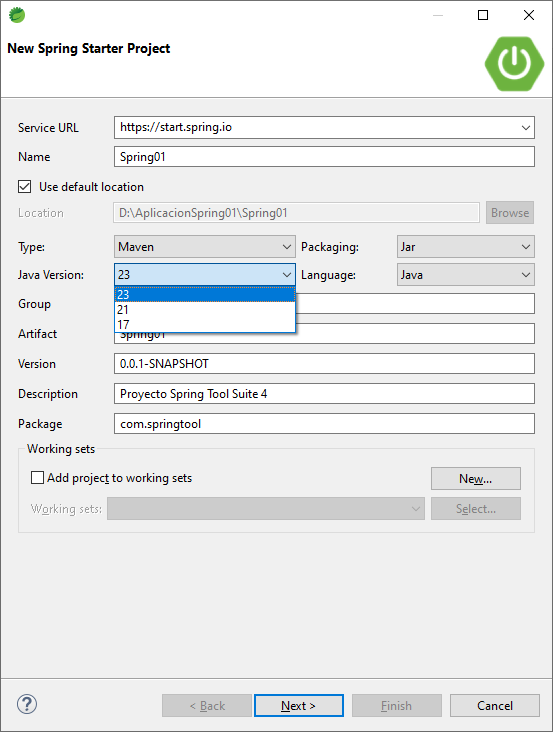 New Spring Starter Project
Service URL https://start.spring.io
Name Spring01
Use default location
Location D:\AplicacionSpring01\Spring01 Browse
Type: Maven Packaging: Jar
Java Version: 23 Language: Java
23
Group
21
17
Artifact Spring01
Version 0.0.1-SNAPSHOT
Description Proyecto Spring Tool Suite 4
Package com.springtool
Working sets
Add project to working sets New...
Working sets: Select...
? < Back Next > Finish Cancel